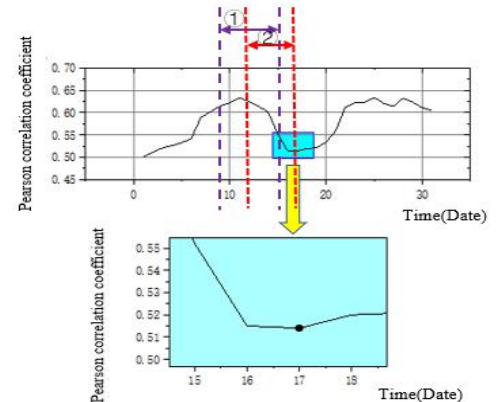 ①
②
Pearson correlation coefficient
0.70
0.65
0.60
0.55
0.50
0.45
0 10 20 30
Time(Date)
Pearson correlation coefficient
0.55
0.54
0.53
0.52
0.51
0.50
15 16 17 18
Time(Date)